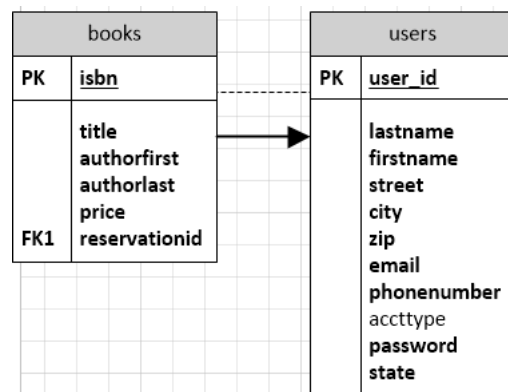 books
PK isbn
title
authorfirst
authorlast
price
FK1 reservationid
users
PK user_id
lastname
firstname
street
city
zip
email
phonenumber
accttype
password
state